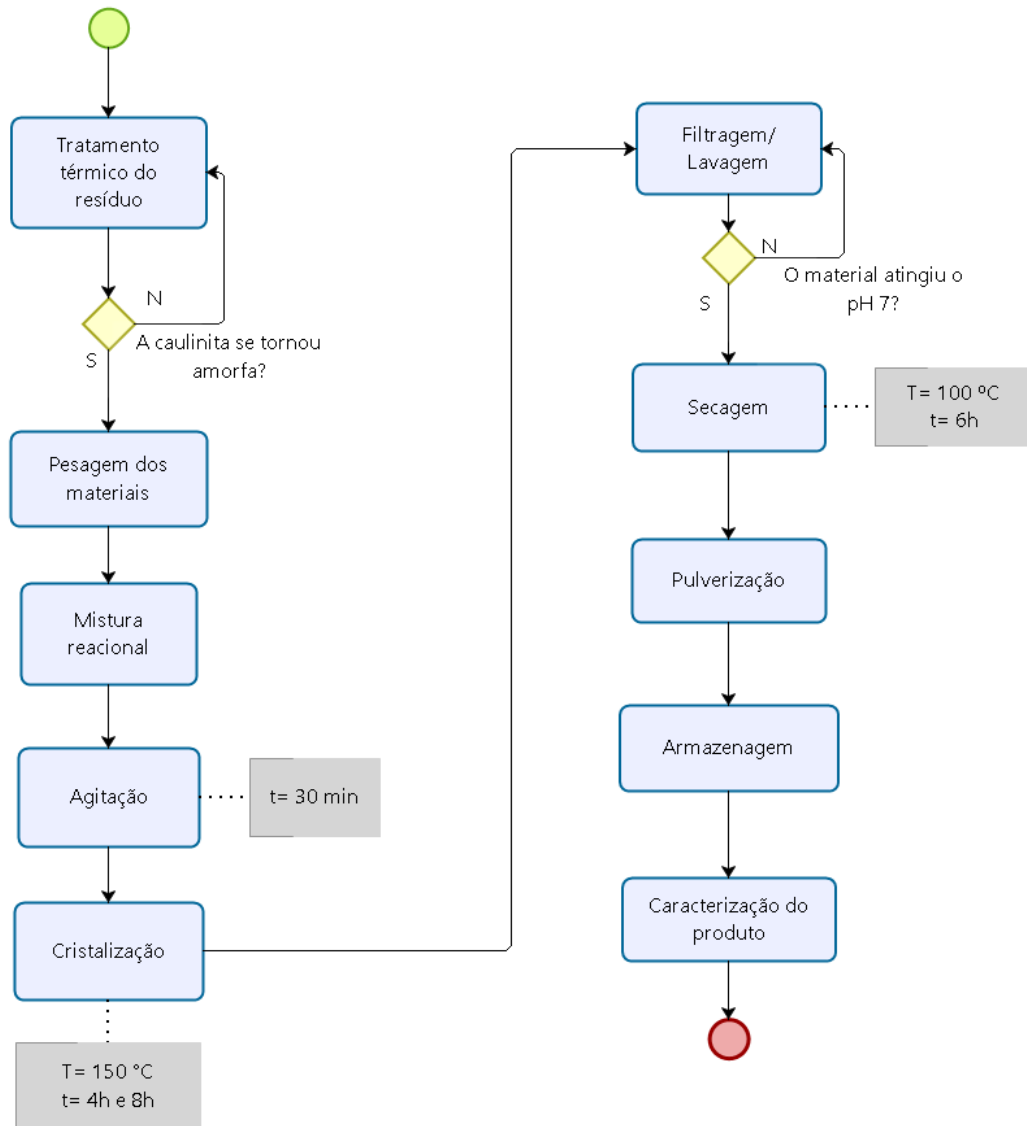 Tratamento
térmico do
resíduo
N
S
A caulinita se tornou
amorfa?
Pesagem dos
materiais
Mistura
reacional
Agitação
t= 30 min
Cristalização
T= 150 °C
t= 4h e 8h
Filtragem/
Lavagem
N
S
O material atingiu o
pH 7?
Secagem
T= 100 ºC
t= 6h
Pulverização
Armazenagem
Caracterização do
produto